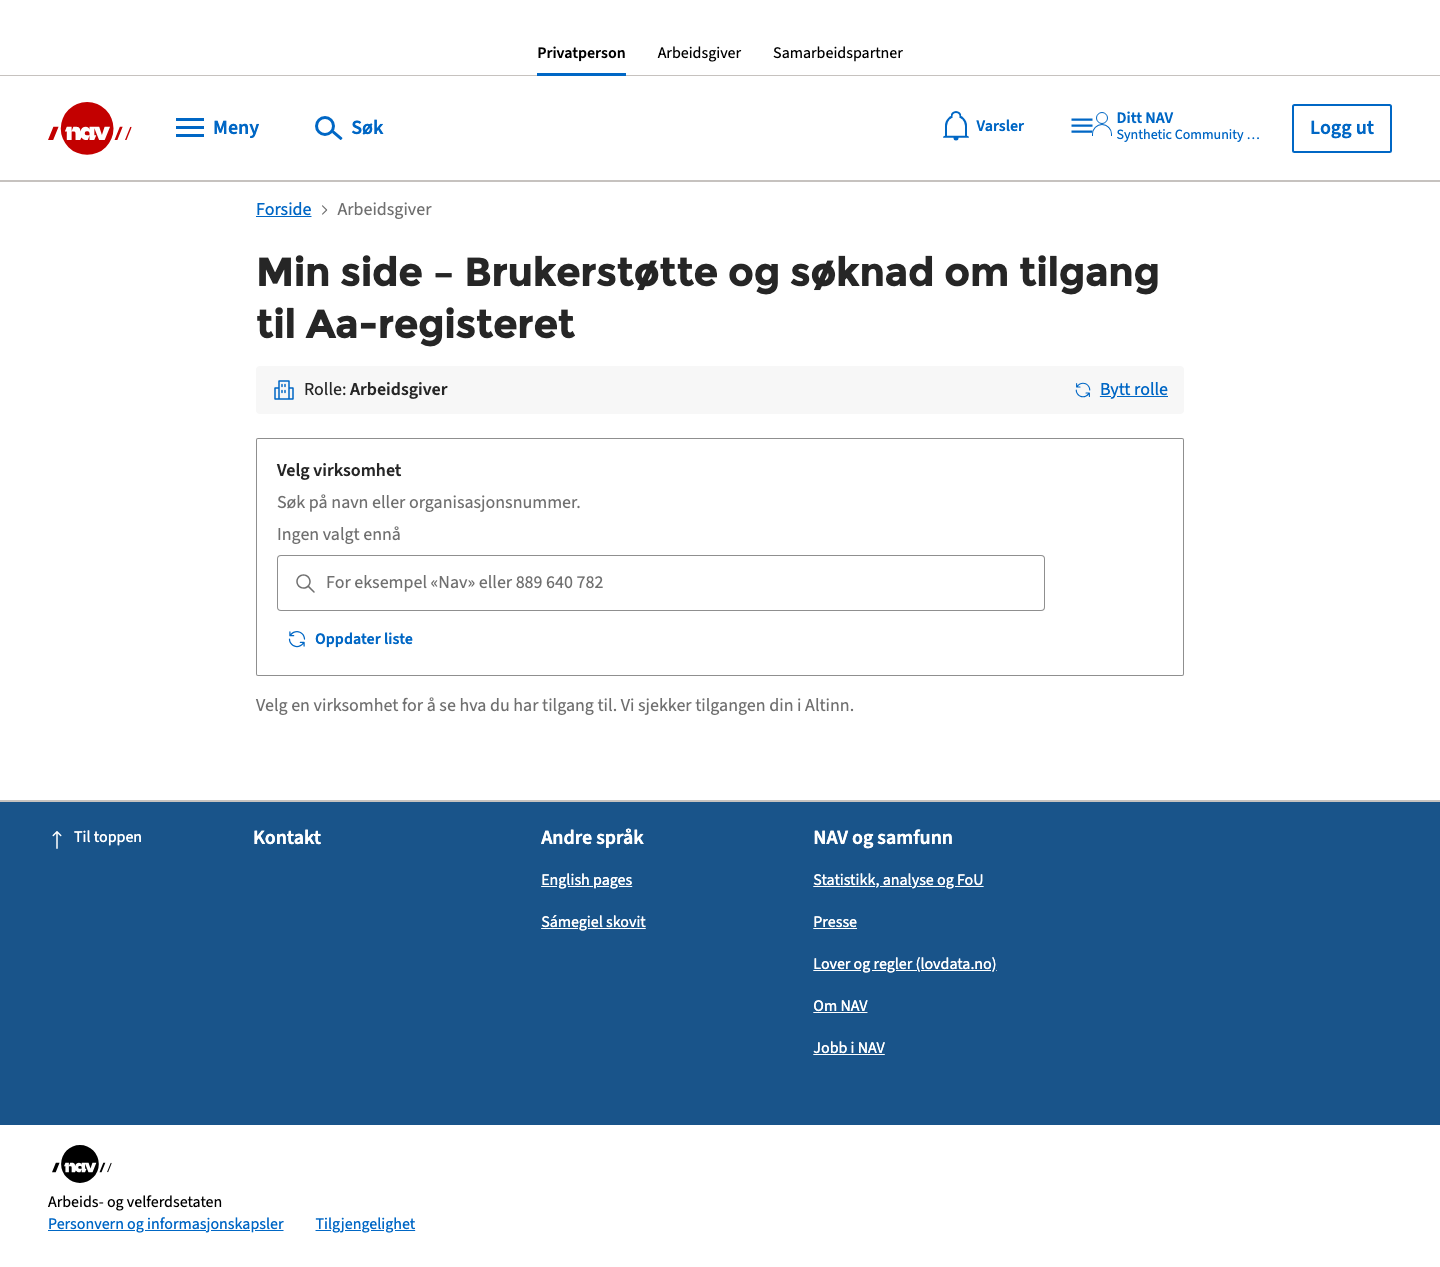 Privatperson Arbeidsgiver Samarbeidspartner
nav Meny Søk Varsler Ditt NAV Logg ut
Synthetic Community ...
Forside Arbeidsgiver
Min side – Brukerstøtte og søknad om tilgang
til Aa-registeret
Rolle: Arbeidsgiver Bytt rolle
Velg virksomhet
Søk på navn eller organisasjonsnummer.
Ingen valgt ennå
For eksempel «Nav» eller 889 640 782
Oppdater liste
Velg en virksomhet for å se hva du har tilgang til. Vi sjekker tilgangen din i Altinn.
Til toppen Kontakt Andre språk NAV og samfunn
English pages Statistikk, analyse og FoU
Sámegiel skovit Presse
Lover og regler (lovdata.no)
Om NAV
Jobb i NAV
nav
Arbeids- og velferdsetaten
Personvern og informasjonskapsler Tilgjengelighet